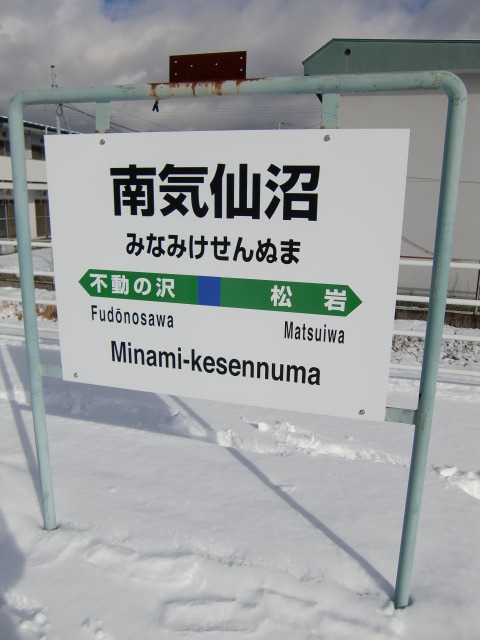 南気仙沼
みなみけせんぬま
不動の沢 松岩
Fudōnosawa Matsuiwa
Minami-kesennuma